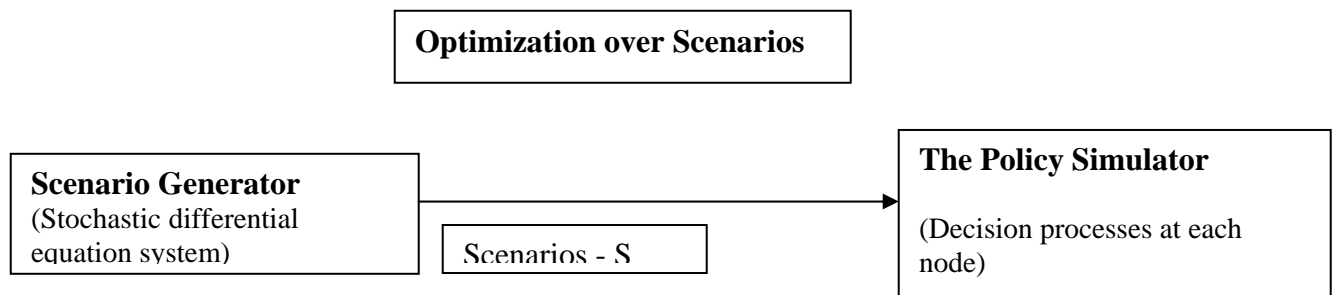 Optimization over Scenarios
Scenario Generator
(Stochastic differential
equation system)
Scenarios - S
The Policy Simulator
(Decision processes at each
node)